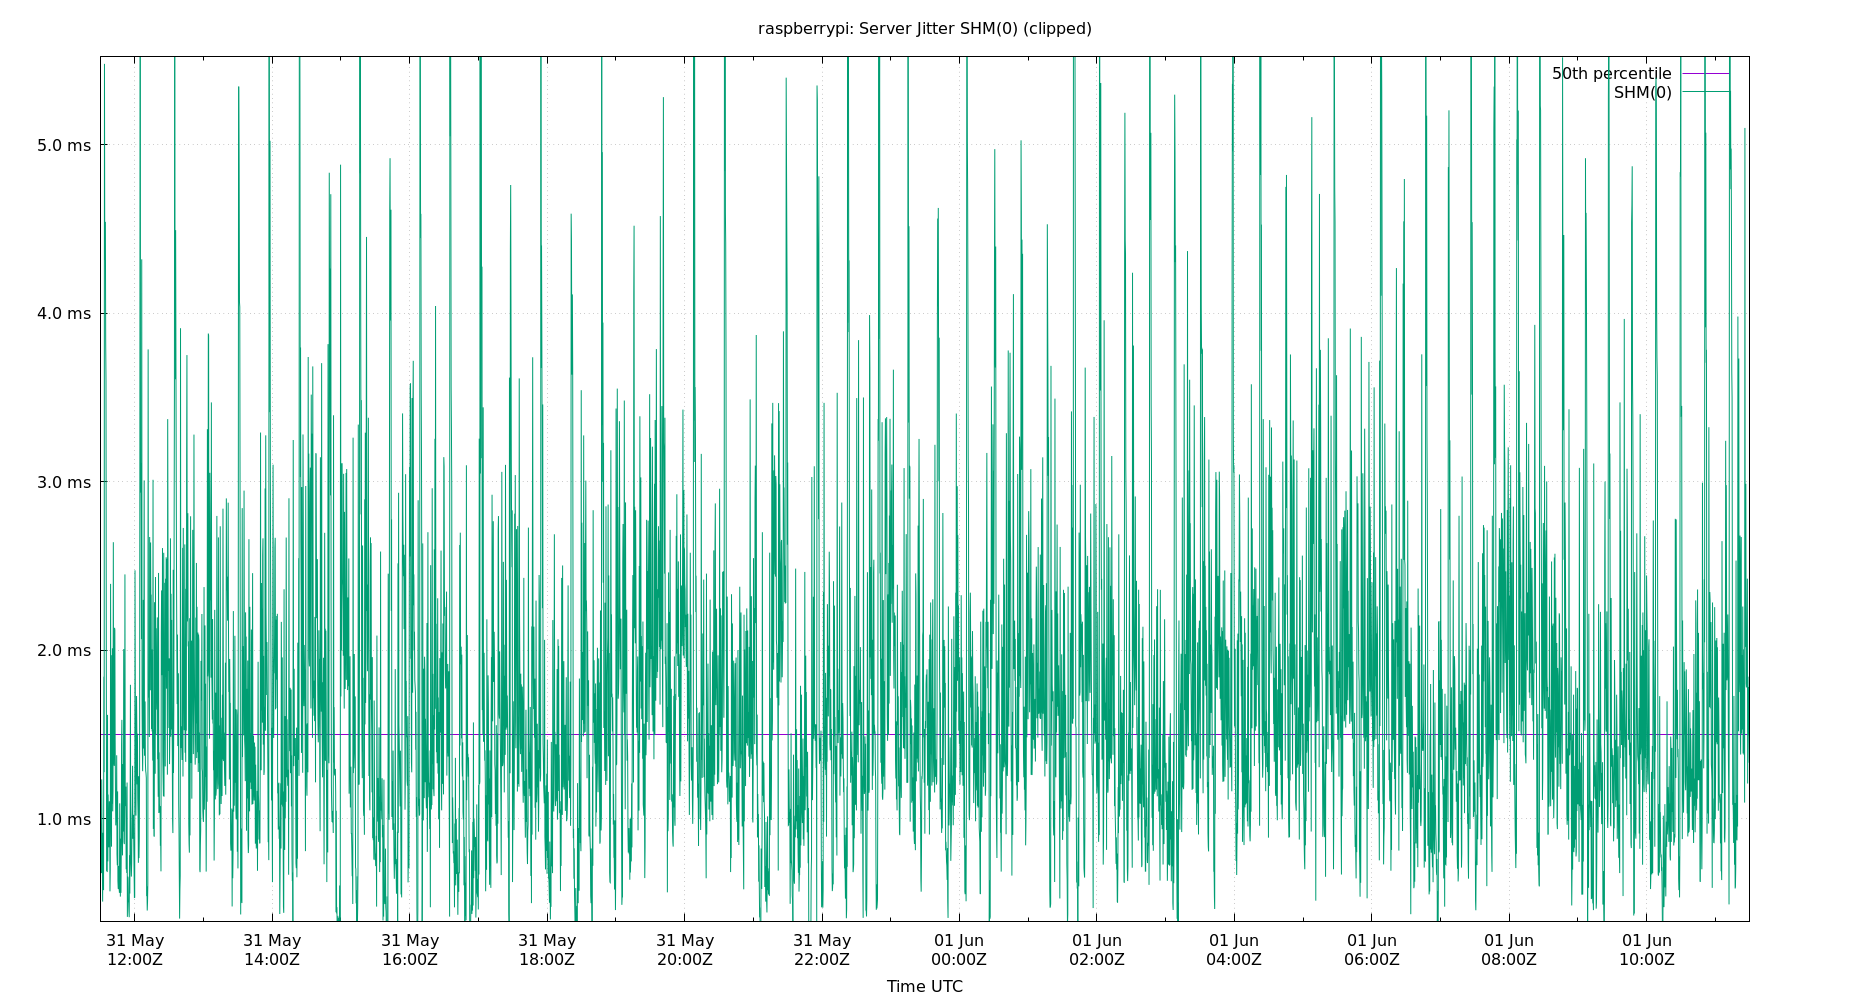 raspberrypi: Server Jitter SHM(0) (clipped)
50th percentile
SHM(0)
5.0 ms
4.0 ms
3.0 ms
2.0 ms
1.0 ms
31 May 31 May 31 May 31 May 31 May 31 May 01 Jun 01 Jun 01 Jun 01 Jun 01 Jun 01 Jun
12:00Z 14:00Z 16:00Z 18:00Z 20:00Z 22:00Z 00:00Z 02:00Z 04:00Z 06:00Z 08:00Z 10:00Z
Time UTC